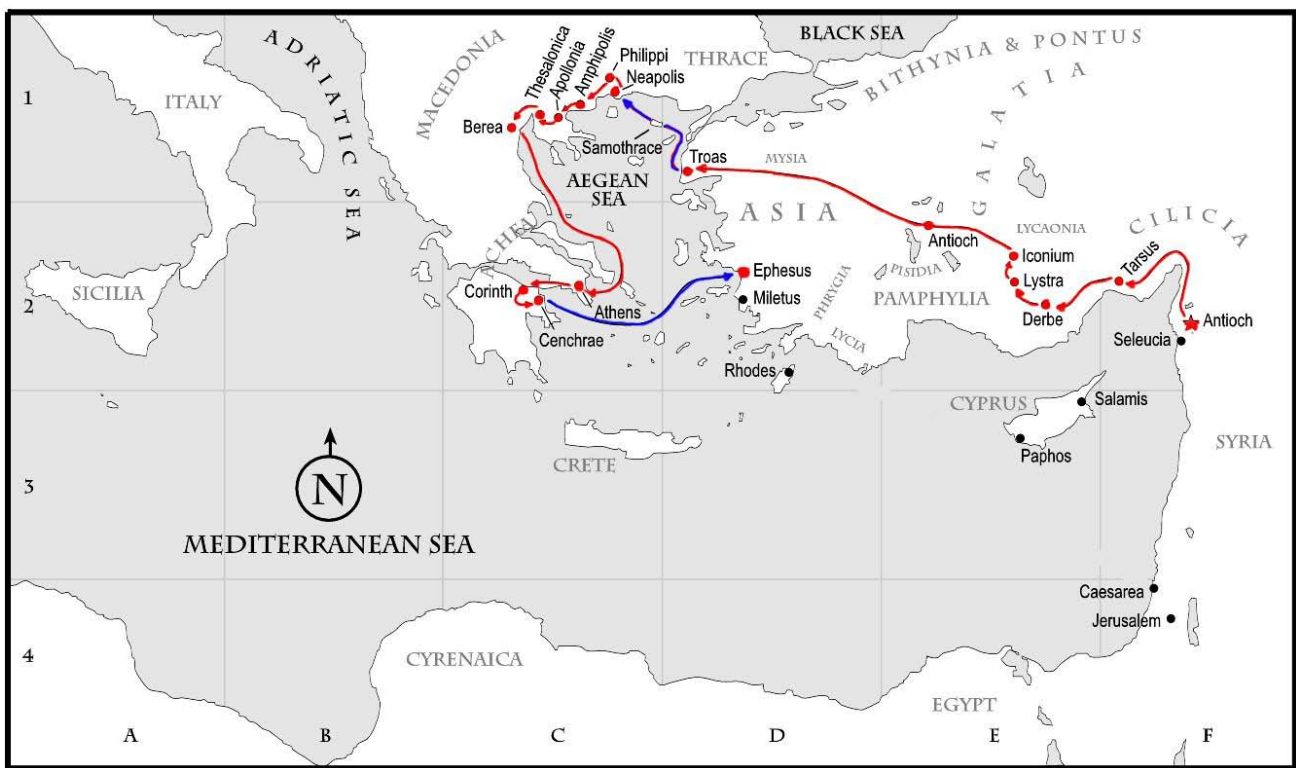 BLACK SEA
ADRIATIC SEA
ITALY
MACEDONIA
Thesalonica
Apollonia
Amphipolis
Philippi
Neapolis
THRACE
BITHYNIA & PONTUS
GALATIA
1
Berea
Samothrace
Troas
MYSIA
AEGEAN
SEA
ASIA
ACHEAU
Antioch
LYCAONIA
CILICIA
Iconium
Tarsus
SICILIA
2
Corinth
Athens
Cenchrae
Ephesus
Miletus
PHRYGIA
PISIDIA
PAMPHYLIA
LYCIA
Lystra
Derbe
Antioch
Seleucia
Rhodes
CYPRUS
Salamis
Paphos
SYRIA
CRETE
3
N
MEDITERRANEAN SEA
Caesarea
Jerusalem
4
CYRENAICA
EGYPT
A
B
C
D
E
F